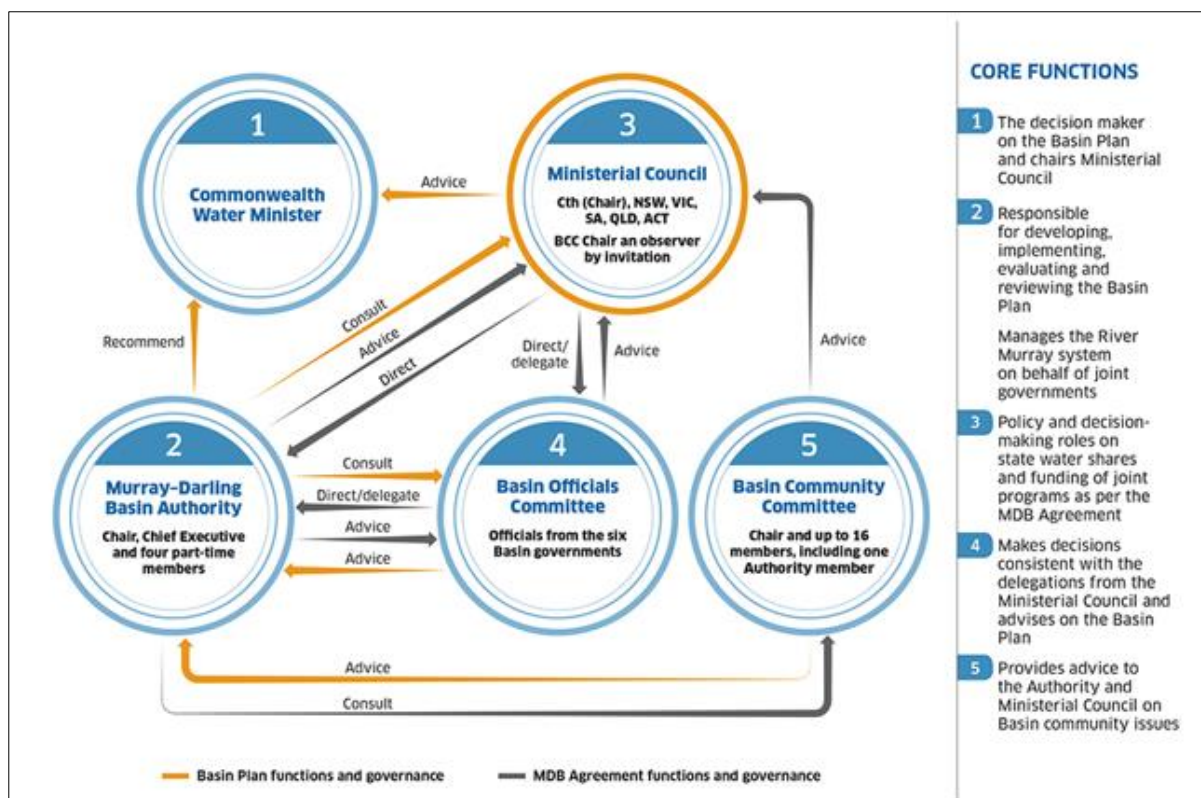 1
Commonwealth
Water Minister
Advice
3
Ministerial Council
Cth (Chair), NSW, VIC,
SA, QLD, ACT
BCC Chair an observer
by invitation
Recommend
Consult
Advice
Direct
Direct/
delegate
Advice
Advice
2
Murray–Darling
Basin Authority
Chair, Chief Executive
and four part-time
members
Consult
Direct/delegate
Advice
Advice
4
Basin Officials
Committee
Officials from the six
Basin governments
5
Basin Community
Committee
Chair and up to 16
members, including one
Authority member
Advice
Consult
Basin Plan functions and governance
MDB Agreement functions and governance
CORE FUNCTIONS
1 The decision maker
on the Basin Plan
and chairs Ministerial
Council
2 Responsible
for developing,
implementing,
evaluating and
reviewing the Basin
Plan
Manages the River
Murray system
on behalf of joint
governments
3 Policy and decision-
making roles on
state water shares
and funding of joint
programs as per the
MDB Agreement
4 Makes decisions
consistent with the
delegations from the
Ministerial Council and
advises on the Basin
Plan
5 Provides advice to
the Authority and
Ministerial Council on
Basin community issues